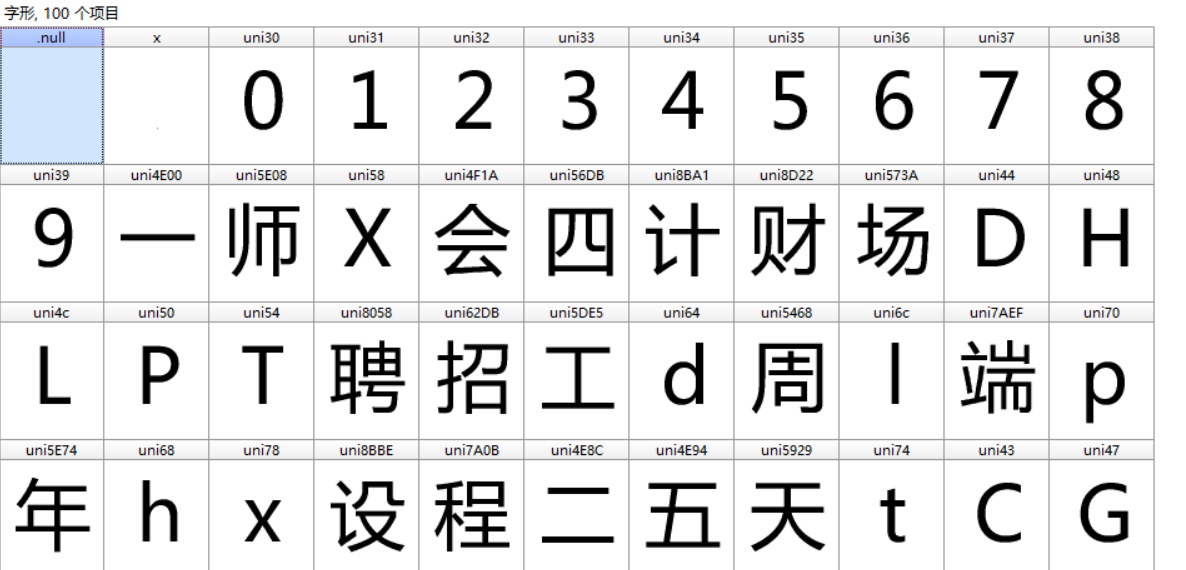 字形, 100 个项目
.null x uni30 uni31 uni32 uni33 uni34 uni35 uni36 uni37 uni38
0 1 2 3 4 5 6 7 8
uni39 uni4E00 uni5E08 uni58 uni4F1A uni56DB uni8BA1 uni8D22 uni573A uni44 uni48
9 一 师 X 会 四 计 财 场 D H
uni4c uni50 uni54 uni8058 uni62DB uni5DE5 uni64 uni5468 uni6c uni7AEF uni70
L P T 聘 招 工 d 周 l 端 p
uni5E74 uni68 uni78 uni8BBE uni7A0B uni4E8C uni4E94 uni5929 uni74 uni43 uni47
年 h x 设 程 二 五 天 t C G